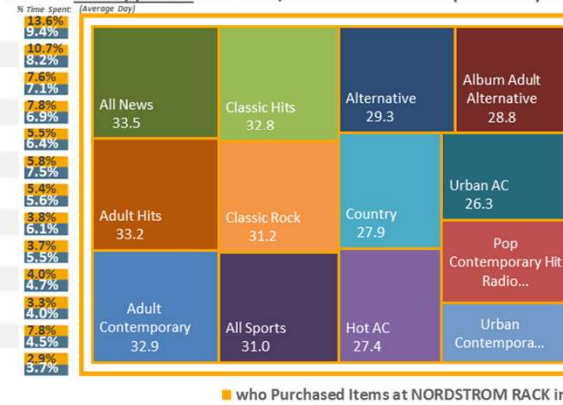 % Time Spent: (Average Day)
13.6%
9.4%
10.7%
8.2%
7.6%
7.1%
7.8%
6.9%
5.5%
6.4%
5.8%
7.5%
5.4%
5.6%
3.8%
6.1%
3.7%
5.5%
4.0%
4.7%
3.3%
4.0%
7.8%
4.5%
2.9%
3.7%
All News
33.5
Classic Hits
32.8
Alternative
29.3
Album Adult
Alternative
28.8
Adult Hits
33.2
Classic Rock
31.2
Country
27.9
Urban AC
26.3
Pop
Contemporary Hit
Radio...
Adult
Contemporary
32.9
All Sports
31.0
Hot AC
27.4
Urban
Contempora...
who Purchased Items at NORDSTROM RACK in